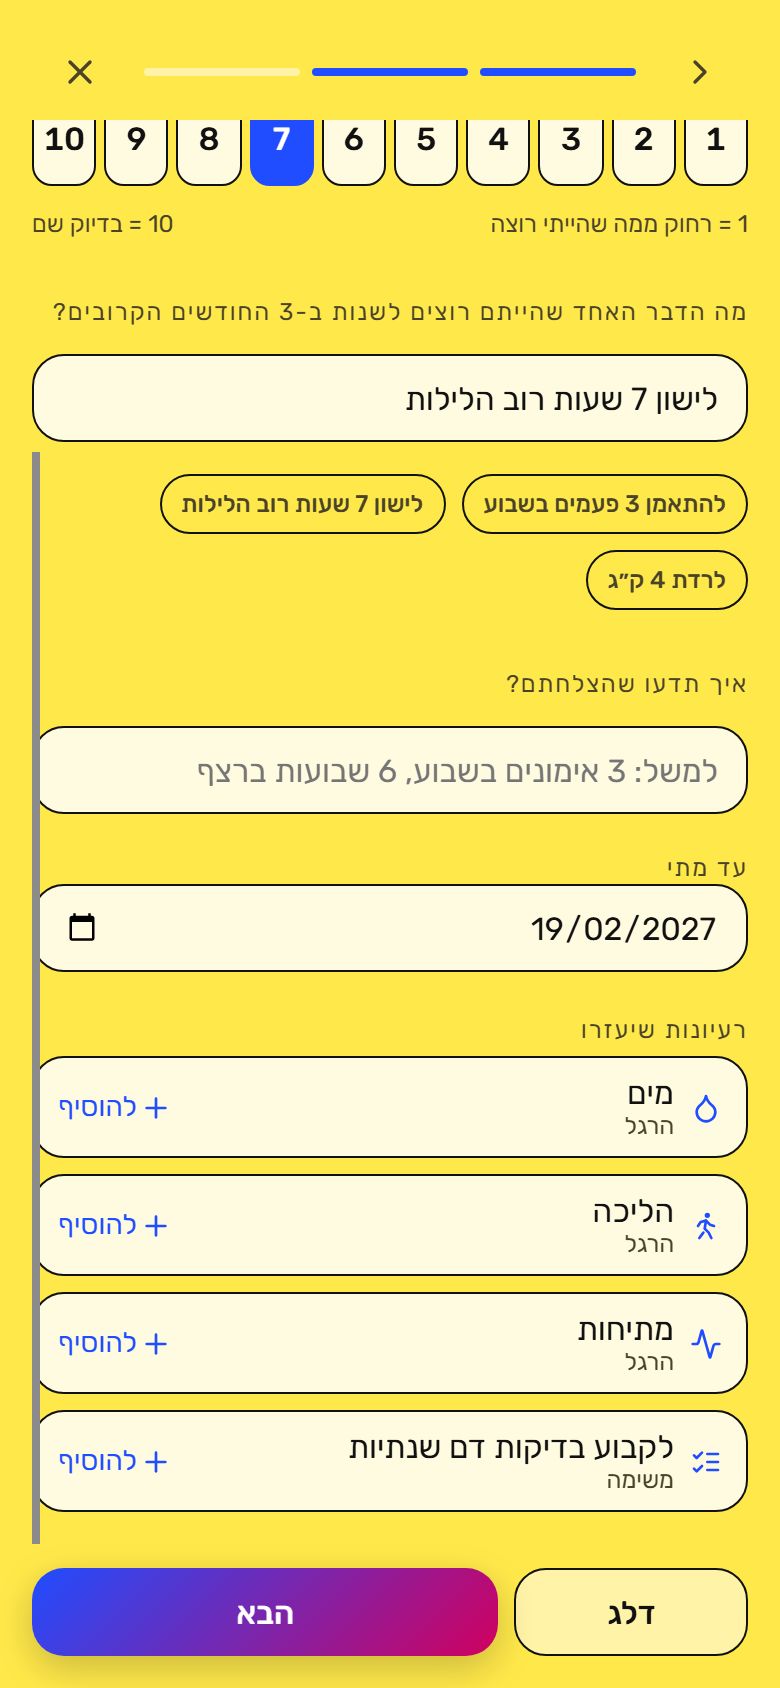 1 2 3 4 5 6 7 8 9 10
1 = רחוק ממה שהייתי רוצה
10 = בדיוק שם
מה הדבר האחד שהייתם רוצים לשנות ב-3 החודשים הקרובים?
לישון 7 שעות רוב הלילות
להתאמן 3 פעמים בשבוע
לישון 7 שעות רוב הלילות
לרדת 4 ק״ג
איך תדעו שהצלחתם?
למשל: 3 אימונים בשבוע, 6 שבועות ברצף
עד מתי
19/02/2027
רעיונות שיעזרו
מים
הרגל
להוסיף
הליכה
הרגל
להוסיף
מתיחות
הרגל
להוסיף
לקבוע בדיקות דם שנתיות
משימה
להוסיף
דלג
הבא